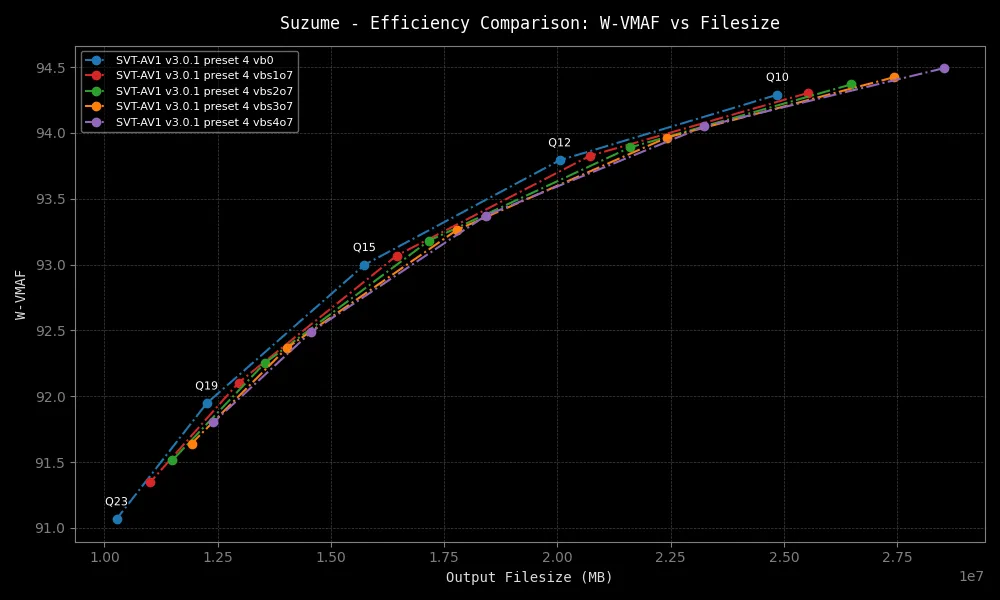 Suzume - Efficiency Comparison: W-VMAF vs Filesize
SVT-AV1 v3.0.1 preset 4 vb0
SVT-AV1 v3.0.1 preset 4 vbs1o7
SVT-AV1 v3.0.1 preset 4 vbs2o7
SVT-AV1 v3.0.1 preset 4 vbs3o7
SVT-AV1 v3.0.1 preset 4 vbs4o7
94.5
94.0
93.5
93.0
92.5
92.0
91.5
91.0
W-VMAF
Q10
Q12
Q15
Q19
Q23
1.00 1.25 1.50 1.75 2.00 2.25 2.50 2.75
1e7
Output Filesize (MB)